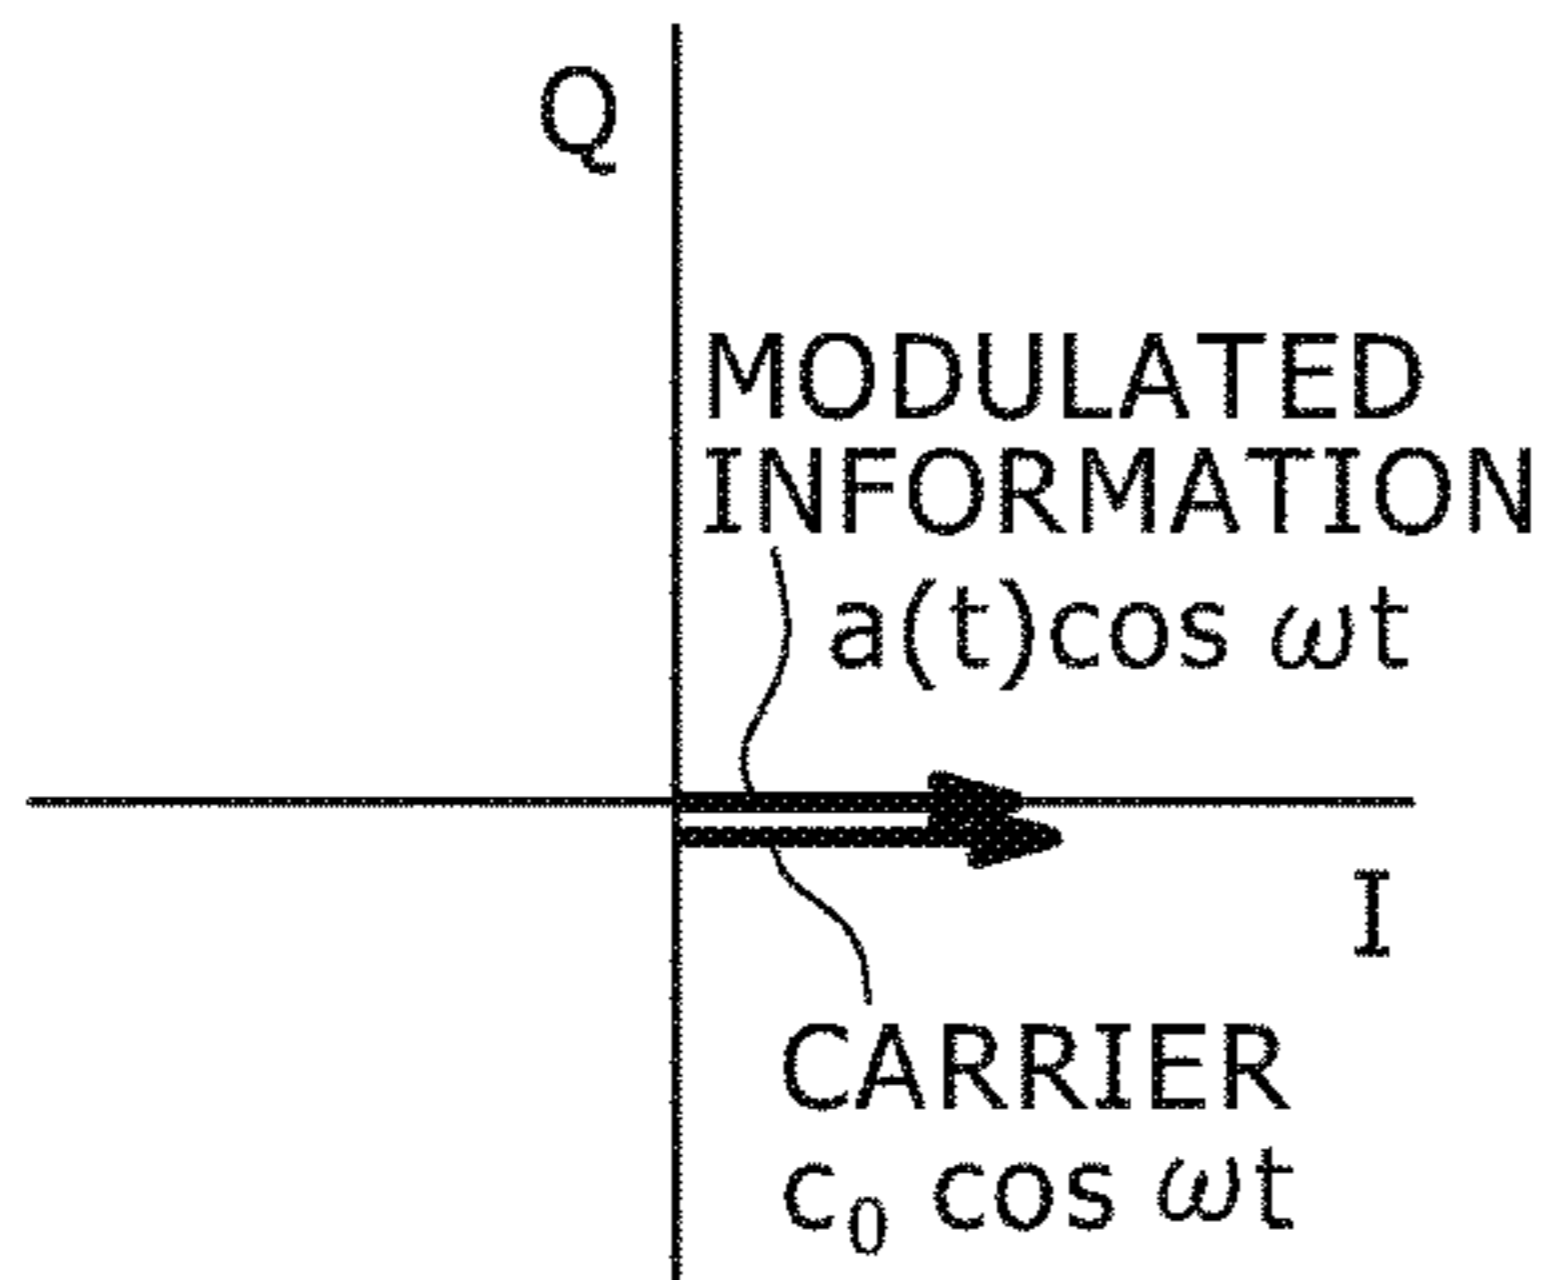 Q
MODULATED
INFORMATION
a(t)cos ωt
I
CARRIER
c₀ cos ωt